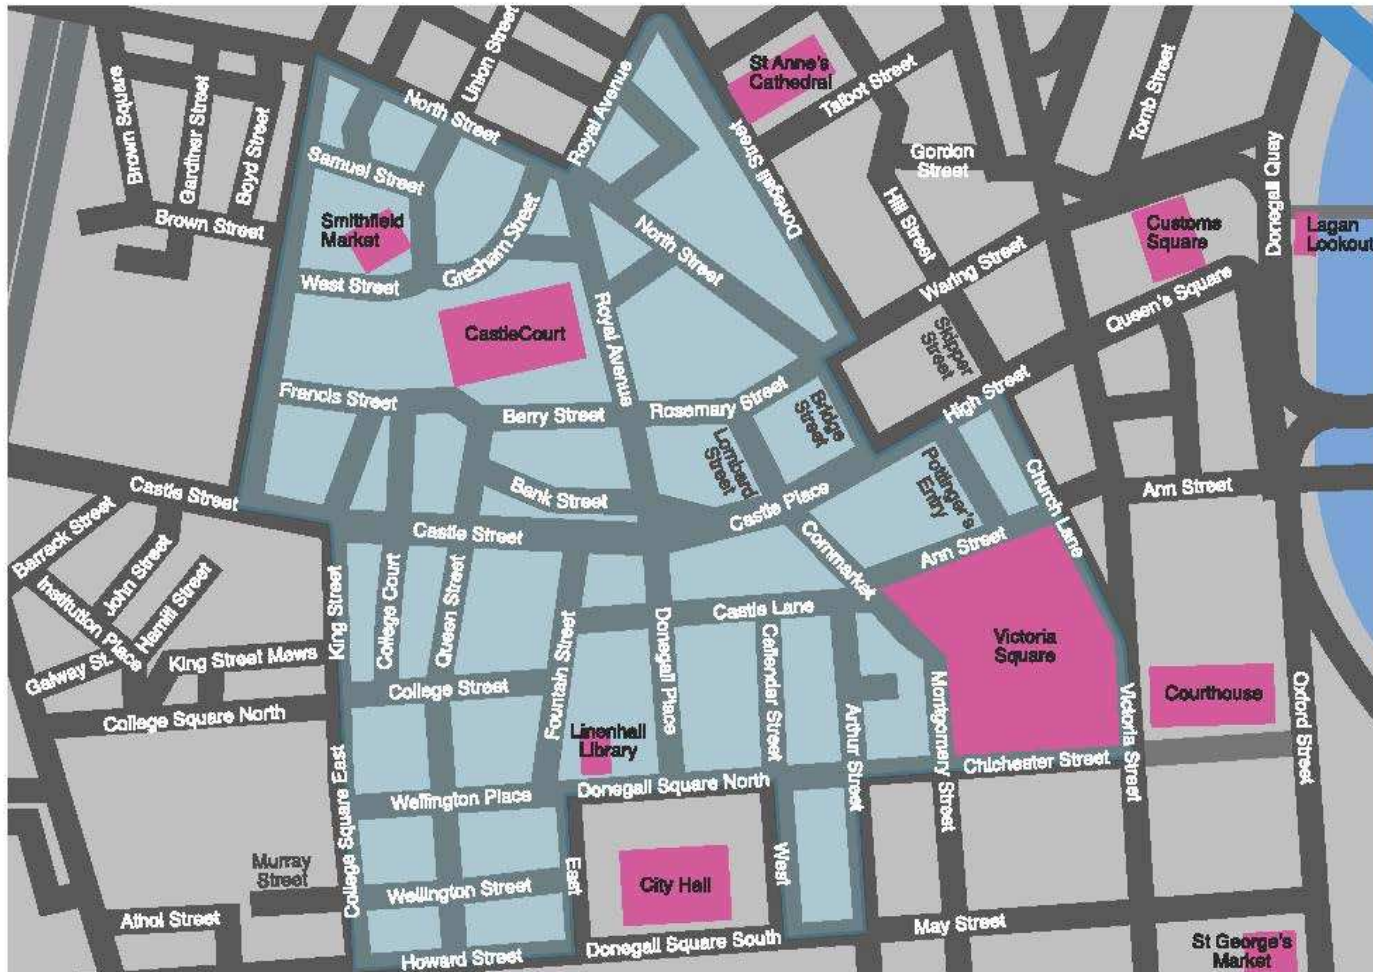 Brown Square
Gardiner Street
Boyd Street
Brown Street
North Street
Union Street
Royal Avenue
St Anne's
Cathedral
Talbot Street
Donegall Street
Donegall Street
Gordon
Street
Tomb Street
Donegall Quay
Samuel Street
Smithfield
Market
West Street
Gresham Street
North Street
Hill Street
Waring Street
Customs
Square
Lagan
Lookout
Queen's Square
CastleCourt
Royal Avenue
Skipper
Street
High Street
Francis Street
Berry Street
Rosemary Street
Bridge
Street
Lombard
Street
Pottinger's
Entry
Church Lane
Castle Street
Bank Street
Castle Place
Ann Street
Barrack Street
Castle Street
Cornmarket
Ann Street
John Street
Hamill Street
Institution Place
Galway St.
King Street
College Court
Queen Street
Castle Lane
Victoria
Square
King Street Mews
College Street
Fountain Street
Donegall Place
Callendar Street
Arthur Street
Montgomery Street
Victoria Street
Courthouse
Oxford Street
College Square North
Linenhall
Library
College Square East
Wellington Place
Donegall Square North
Chichester Street
Murray
Street
East
City Hall
West
Wellington Street
Athol Street
May Street
Howard Street
Donegall Square South
St George's
Market